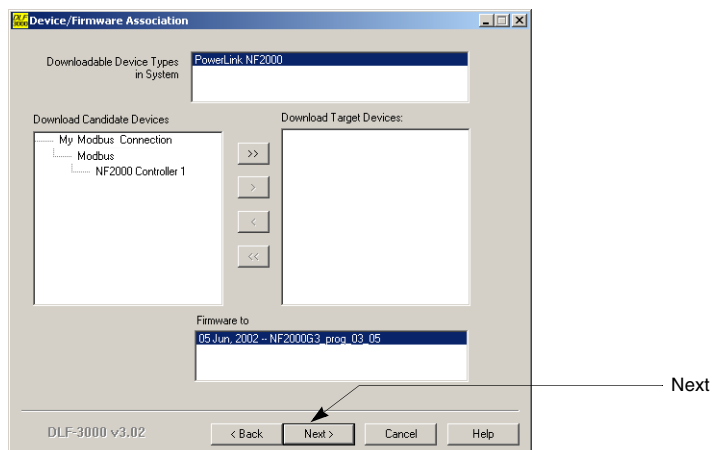 DLF 3000 Device/Firmware Association
Downloadable Device Types
in System
PowerLink NF2000
Download Candidate Devices
Download Target Devices:
My Modbus Connection
Modbus
NF2000 Controller 1
>>
>
<
<<
Firmware to
05 Jun, 2002 -- NF2000G3_prog_03_05
Next
DLF-3000 v3.02
< Back
Next >
Cancel
Help